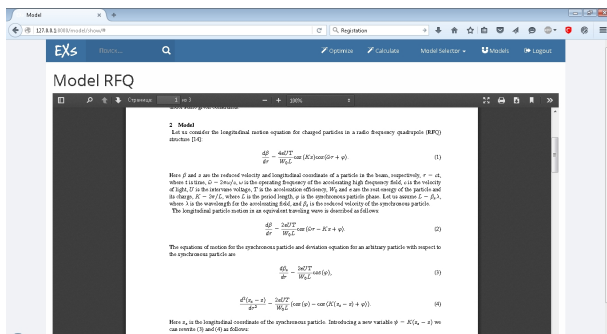 Model
127.0.0.1:8000/model/show/#
Registation
EXs
Поиск...
Optimize
Calculate
Model Selecter
Models
Logout
Model RFQ
Страница: 1 из 3
100%
2 Model
Let us consider the longitudinal motion equation for charged particles in a radio frequency quadrupole (RFQ)
structure [14]:
dβ/dτ = 4eUT/W₀L cos (Kz)cos(ω̃τ + φ). (1)
Here β and z are the reduced velocity and longitudinal coordinate of a particle in the beam, respectively, τ = ct,
where t is time, ω̃ = 2πω/c, ω is the operating frequency of the accelerating high frequency field, c is the velocity
of light, U is the intervane voltage, T is the acceleration efficiency, W₀ and e are the rest energy of the particle and
its charge, K = 2π/L, where L is the period length, φ is the synchronous particle phase. Let us assume L = βₛλ,
where λ is the wavelength for the accelerating field, and βₛ is the reduced velocity of the synchronous particle.
The longitudinal particle motion in an equivalent traveling wave is described as follows:
dβ/dτ = 2eUT/W₀L cos (ω̃τ − Kz + φ). (2)
The equations of motion for the synchronous particle and deviation equation for an arbitrary particle with respect to
the synchronous particle are
dβₛ/dτ = 2eUT/W₀L cos(φ), (3)
d²(zₛ − z)/dτ² = 2eUT/W₀L (cos(φ) − cos (K(zₛ − z) + φ)). (4)
Here zₛ is the longitudinal coordinate of the synchronous particle. Introducing a new variable ψ = K(zₛ − z) we
can rewrite (3) and (4) as follows: